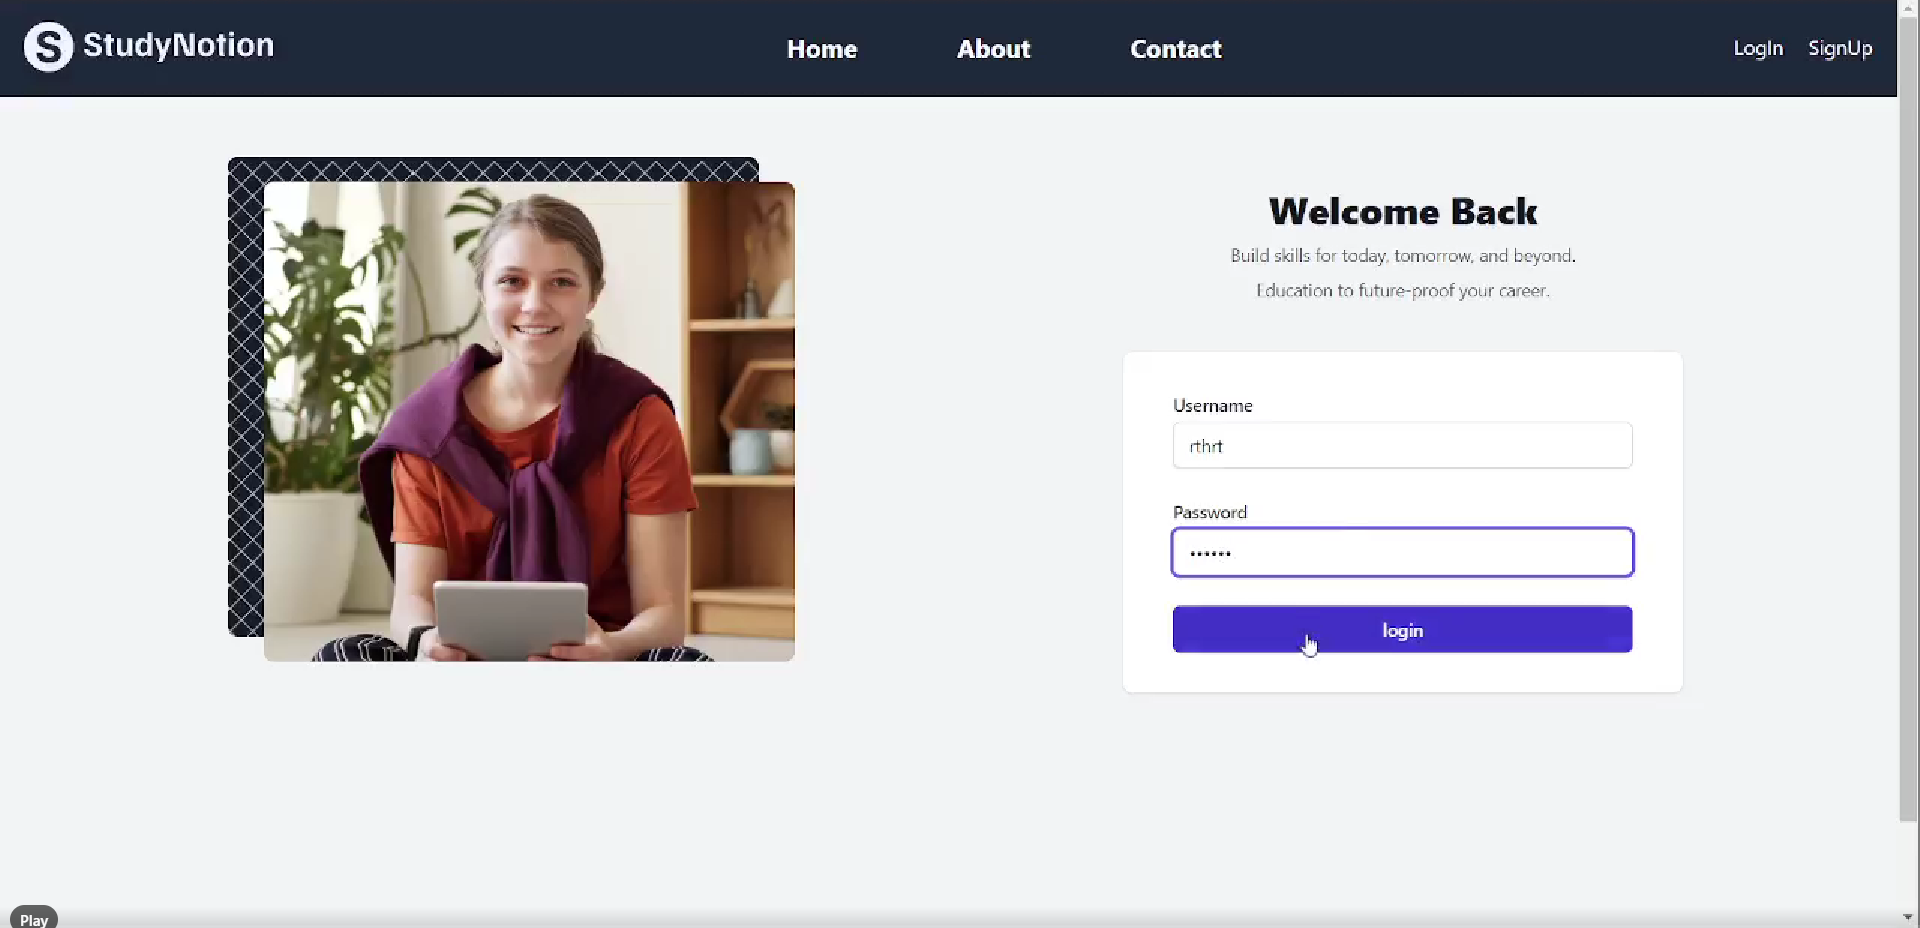 StudyNotion
Home
About
Contact
LogIn
SignUp
Welcome Back
Build skills for today, tomorrow, and beyond.
Education to future-proof your career.
Username
rthrt
Password
••••••
login
Play